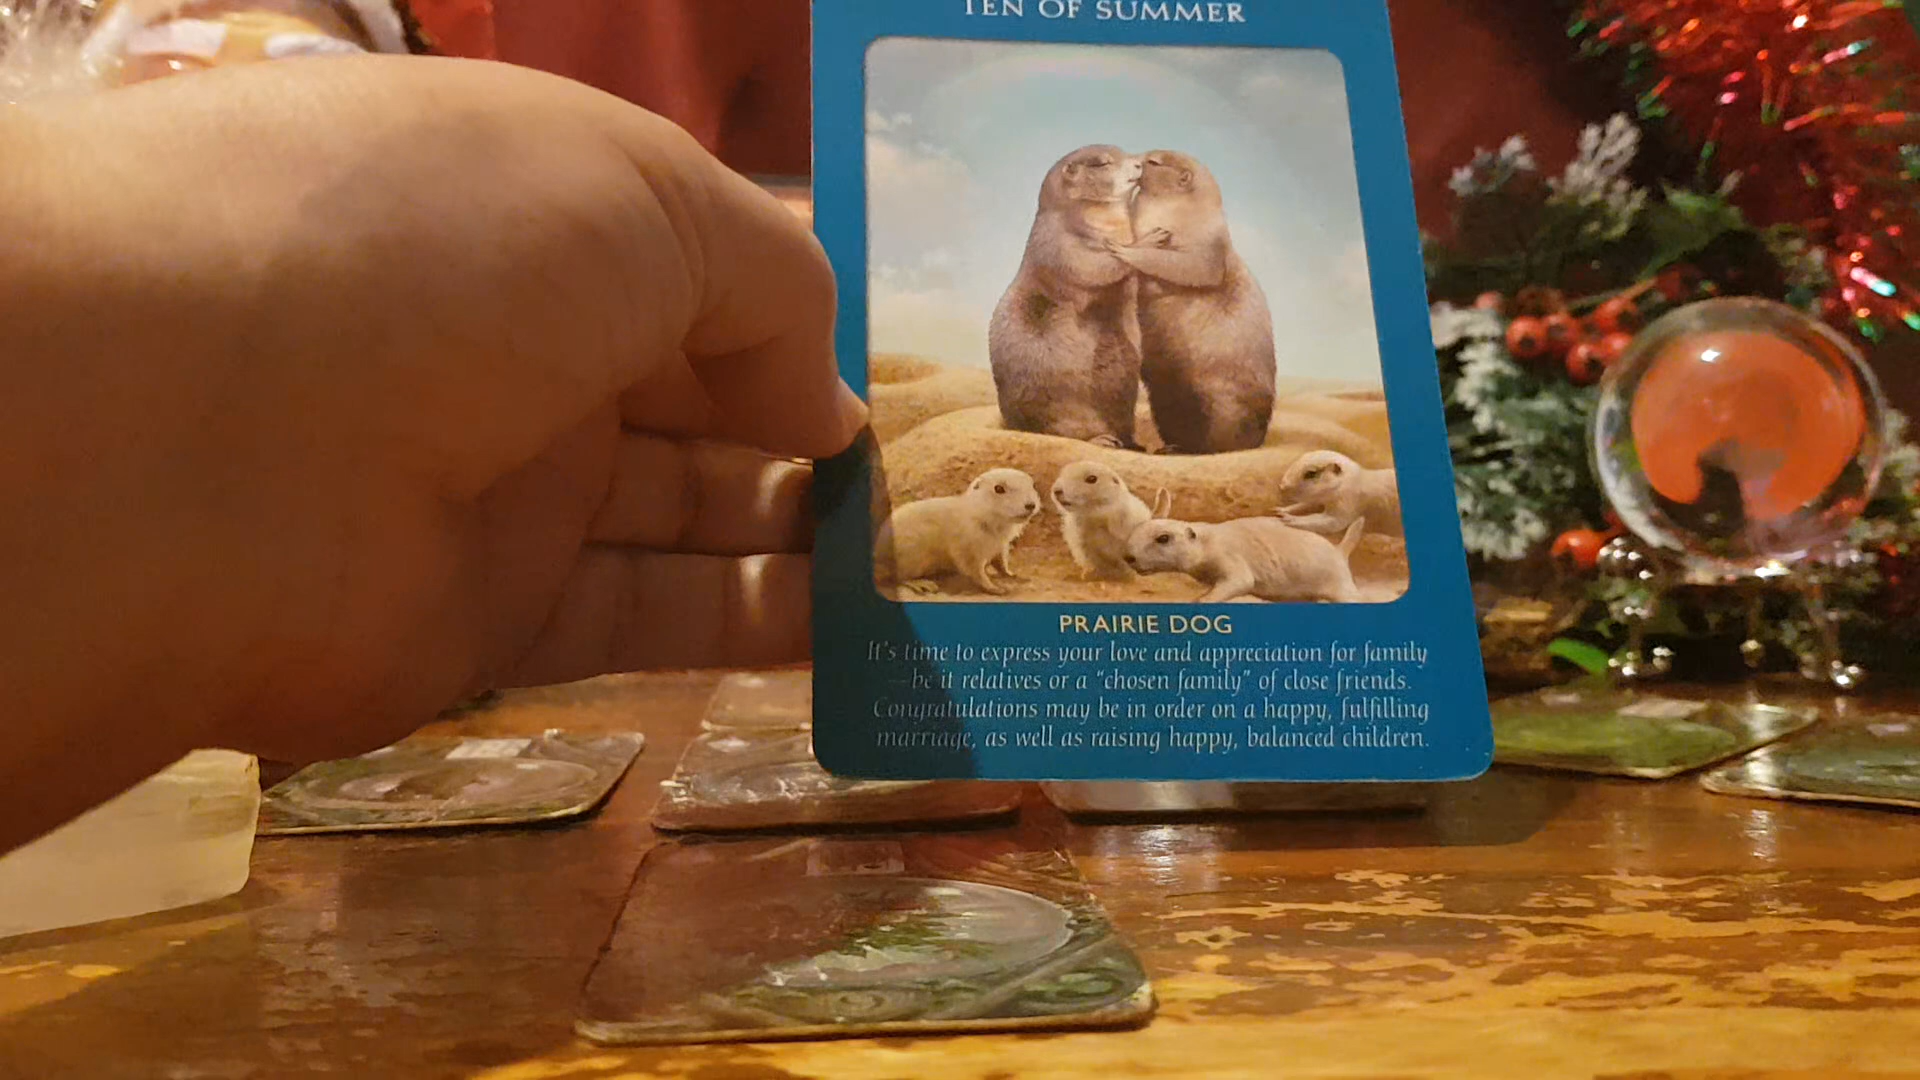 TEN OF SUMMER
PRAIRIE DOG
It's time to express your love and appreciation for family
—be it relatives or a "chosen family" of close friends.
Congratulations may be in order on a happy, fulfilling
marriage, as well as raising happy, balanced children.